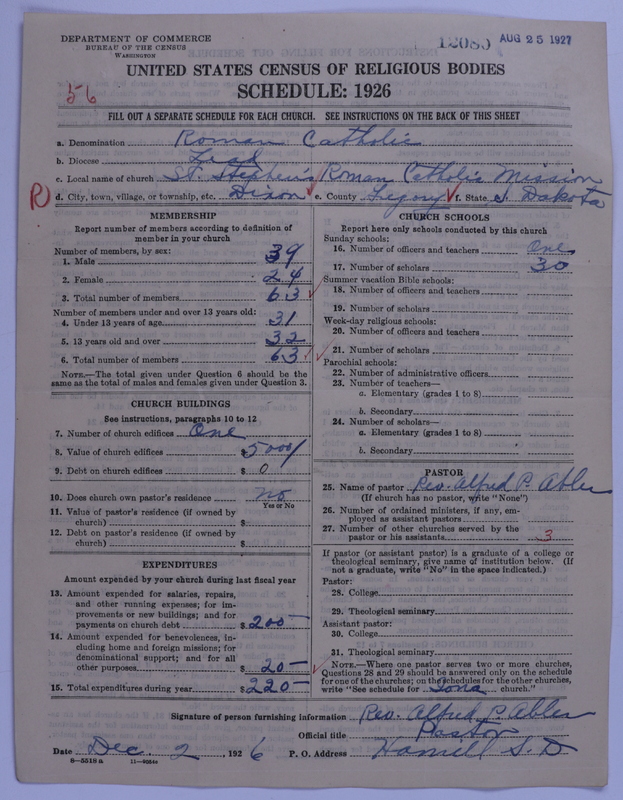 DEPARTMENT OF COMMERCE
BUREAU OF THE CENSUS
WASHINGTON
12085 AUG 25 1927
UNITED STATES CENSUS OF RELIGIOUS BODIES
SCHEDULE: 1926
56
FILL OUT A SEPARATE SCHEDULE FOR EACH CHURCH. SEE INSTRUCTIONS ON THE BACK OF THIS SHEET
a. Denomination Roman Catholic
b. Diocese Lead
c. Local name of church St. Stephen's Roman Catholic Mission
R d. City, town, village, or township, etc. Dixon e. County Gregory f. State S. Dakota
MEMBERSHIP
Report number of members according to definition of
member in your church
Number of members, by sex:
1. Male 39
2. Female 24
3. Total number of members 63
Number of members under and over 13 years old:
4. Under 13 years of age 31
5. 13 years old and over 32
6. Total number of members 63
NOTE.—The total given under Question 6 should be
same as the total of males and females given under Question 3.
CHURCH BUILDINGS
See instructions, paragraphs 10 to 12
7. Number of church edifices One
8. Value of church edifices $5000/
9. Debt on church edifices $ 0
10. Does church own pastor's residence no
Yes or No
11. Value of pastor's residence (if owned by
church) $
12. Debt on pastor's residence (if owned by
church) $
EXPENDITURES
Amount expended by your church during last fiscal year
13. Amount expended for salaries, repairs,
and other running expenses; for im-
provements or new buildings; and for
payments on church debt $ 200—
14. Amount expended for benevolences, in-
cluding home and foreign missions; for
denominational support; and for all
other purposes $ 20—
15. Total expenditures during year $ 220—
CHURCH SCHOOLS
Report here only schools conducted by this church
Sunday schools:
16. Number of officers and teachers One
17. Number of scholars 30
Summer vacation Bible schools:
18. Number of officers and teachers
19. Number of scholars
Week-day religious schools:
20. Number of officers and teachers
21. Number of scholars
Parochial schools:
22. Number of administrative officers
23. Number of teachers—
a. Elementary (grades 1 to 8)
b. Secondary
24. Number of scholars—
a. Elementary (grades 1 to 8)
b. Secondary
PASTOR
25. Name of pastor Rev. Alfred P. Abler
(If church has no pastor, write "None")
26. Number of ordained ministers, if any, em-
ployed as assistant pastors
27. Number of other churches served by the
pastor or his assistants 3
If pastor (or assistant pastor) is a graduate of a college or
theological seminary, give name of institution below. (If
not a graduate, write "No" in the space indicated.)
Pastor:
28. College
29. Theological seminary
Assistant pastor:
30. College
31. Theological seminary
NOTE.—Where one pastor serves two or more churches,
Questions 28 and 29 should be answered only on the schedule
for one of the churches; on the schedules for the other churches,
write "See schedule for Iona church."
Signature of person furnishing information Rev. Alfred P. Abler
Official title Pastor
Date Dec 2 1926 P. O. Address Hamill S. D
8—5518 a 11—4054a